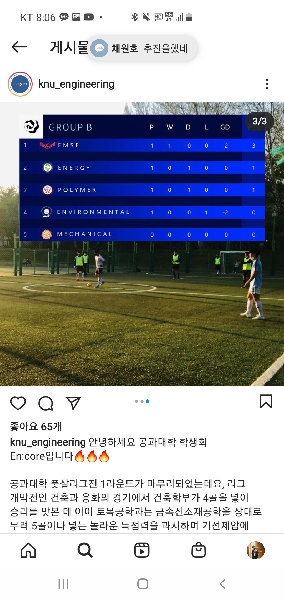 KT 8:06
게시물
채원호 추진을했네
knu_engineering
3/3
GROUP B P W D L GD
1 EMSE 1 1 0 0 2 3
2 ENERGY 1 0 1 0 0 1
3 POLYMER 1 0 1 0 0 1
4 ENVIRONMENTAL 1 0 0 1 -2 0
5 MECHANICAL 0 0 0 0 0 0
좋아요 65개
knu_engineering 안녕하세요 공과대학 학생회
En:core입니다🔥🔥🔥
공과대학 풋살리그전 1라운드가 마무리되었는데요, 리그
개막전인 건축과 응화의 경기에서 건축학부가 4골을 넣어
승리를 맛본 데 이어 토목공학과는 금속신소재공학을 상대로
무려 5골이나 넣는 놀라운 득점력을 과시하며 기선제압에